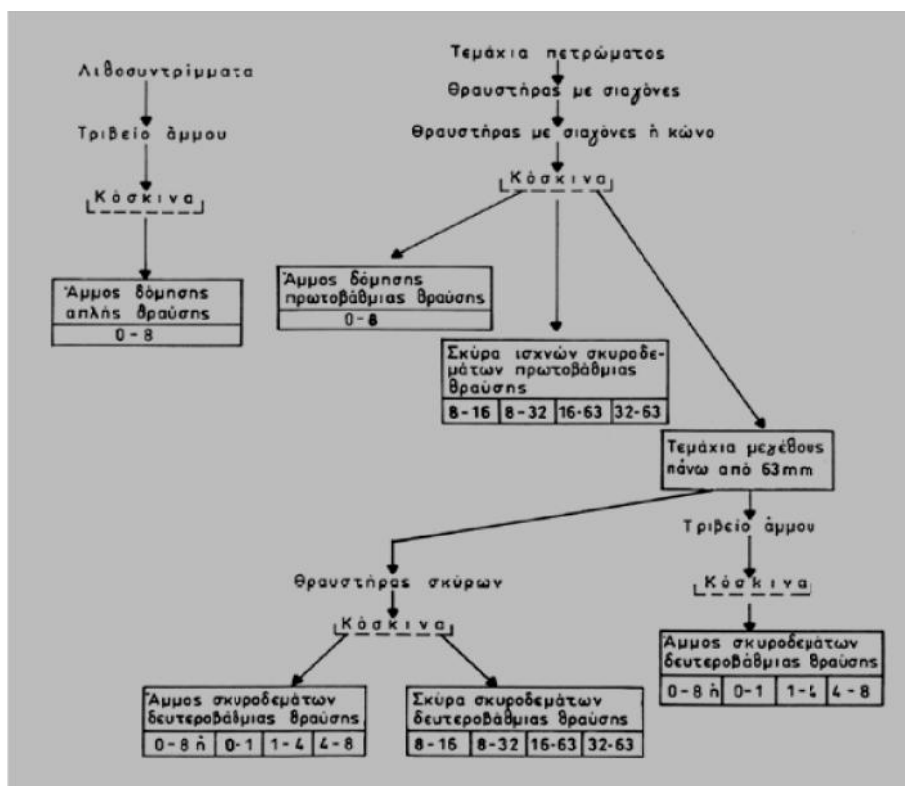 Λιθοσυντρίμματα
Τριβείο άμμου
Κόσκινα
Άμμος δόμησης
απλής θραύσης
0-8
Τεμάχια πετρώματος
Θραυστήρας με σιαγόνες
Θραυστήρας με σιαγόνες ή κώνο
Κόσκινα
Άμμος δόμησης
πρωτοβάθμιας θραύσης
0-8
Σκύρα ισχνών σκυροδε-
μάτων πρωτοβάθμιας
θραύσης
8-16 8-32 16-63 32-63
Τεμάχια μεγέθους
πάνω από 63mm
Τριβείο άμμου
Κόσκινα
Άμμος σκυροδεμάτων
δευτεροβάθμιας θραύσης
0-8 ή 0-1 1-4 4-8
Θραυστήρας σκύρων
Κόσκινα
Άμμος σκυροδεμάτων
δευτεροβάθμιας θραύσης
0-8 ή 0-1 1-4 4-8
Σκύρα σκυροδεμάτων
δευτεροβάθμιας θραύσης
8-16 8-32 16-63 32-63